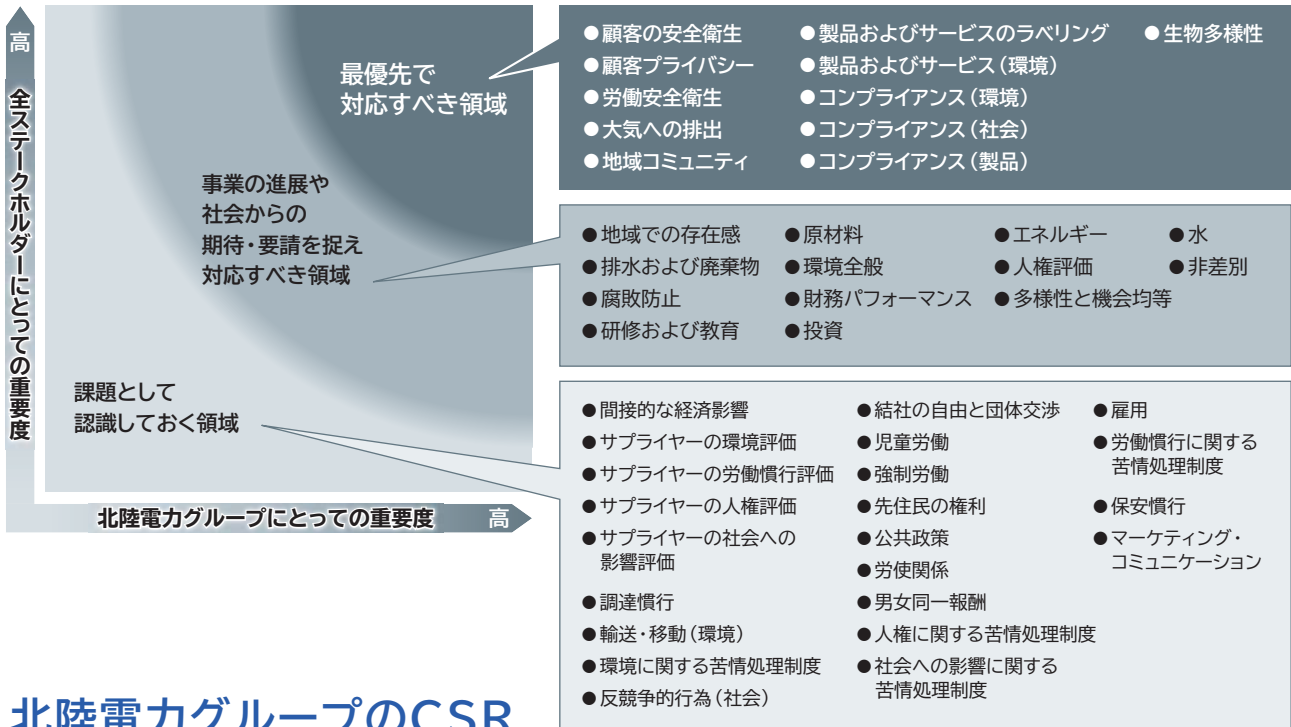 高
全ステークホルダーにとっての重要度
最優先で
対応すべき領域
事業の進展や
社会からの
期待・要請を捉え
対応すべき領域
課題として
認識しておく領域
北陸電力グループにとっての重要度 高
●顧客の安全衛生 ●製品およびサービスのラベリング ●生物多様性
●顧客プライバシー ●製品およびサービス(環境)
●労働安全衛生 ●コンプライアンス(環境)
●大気への排出 ●コンプライアンス(社会)
●地域コミュニティ ●コンプライアンス(製品)
●地域での存在感 ●原材料 ●エネルギー ●水
●排水および廃棄物 ●環境全般 ●人権評価 ●非差別
●腐敗防止 ●財務パフォーマンス ●多様性と機会均等
●研修および教育 ●投資
●間接的な経済影響
●サプライヤーの環境評価
●サプライヤーの労働慣行評価
●サプライヤーの人権評価
●サプライヤーの社会への
影響評価
●調達慣行
●輸送・移動(環境)
●環境に関する苦情処理制度
●反競争的行為(社会)
●結社の自由と団体交渉
●児童労働
●強制労働
●先住民の権利
●公共政策
●労使関係
●男女同一報酬
●人権に関する苦情処理制度
●社会への影響に関する
苦情処理制度
●雇用
●労働慣行に関する
苦情処理制度
●保安慣行
●マーケティング・
コミュニケーション
北陸電力グループのCSR